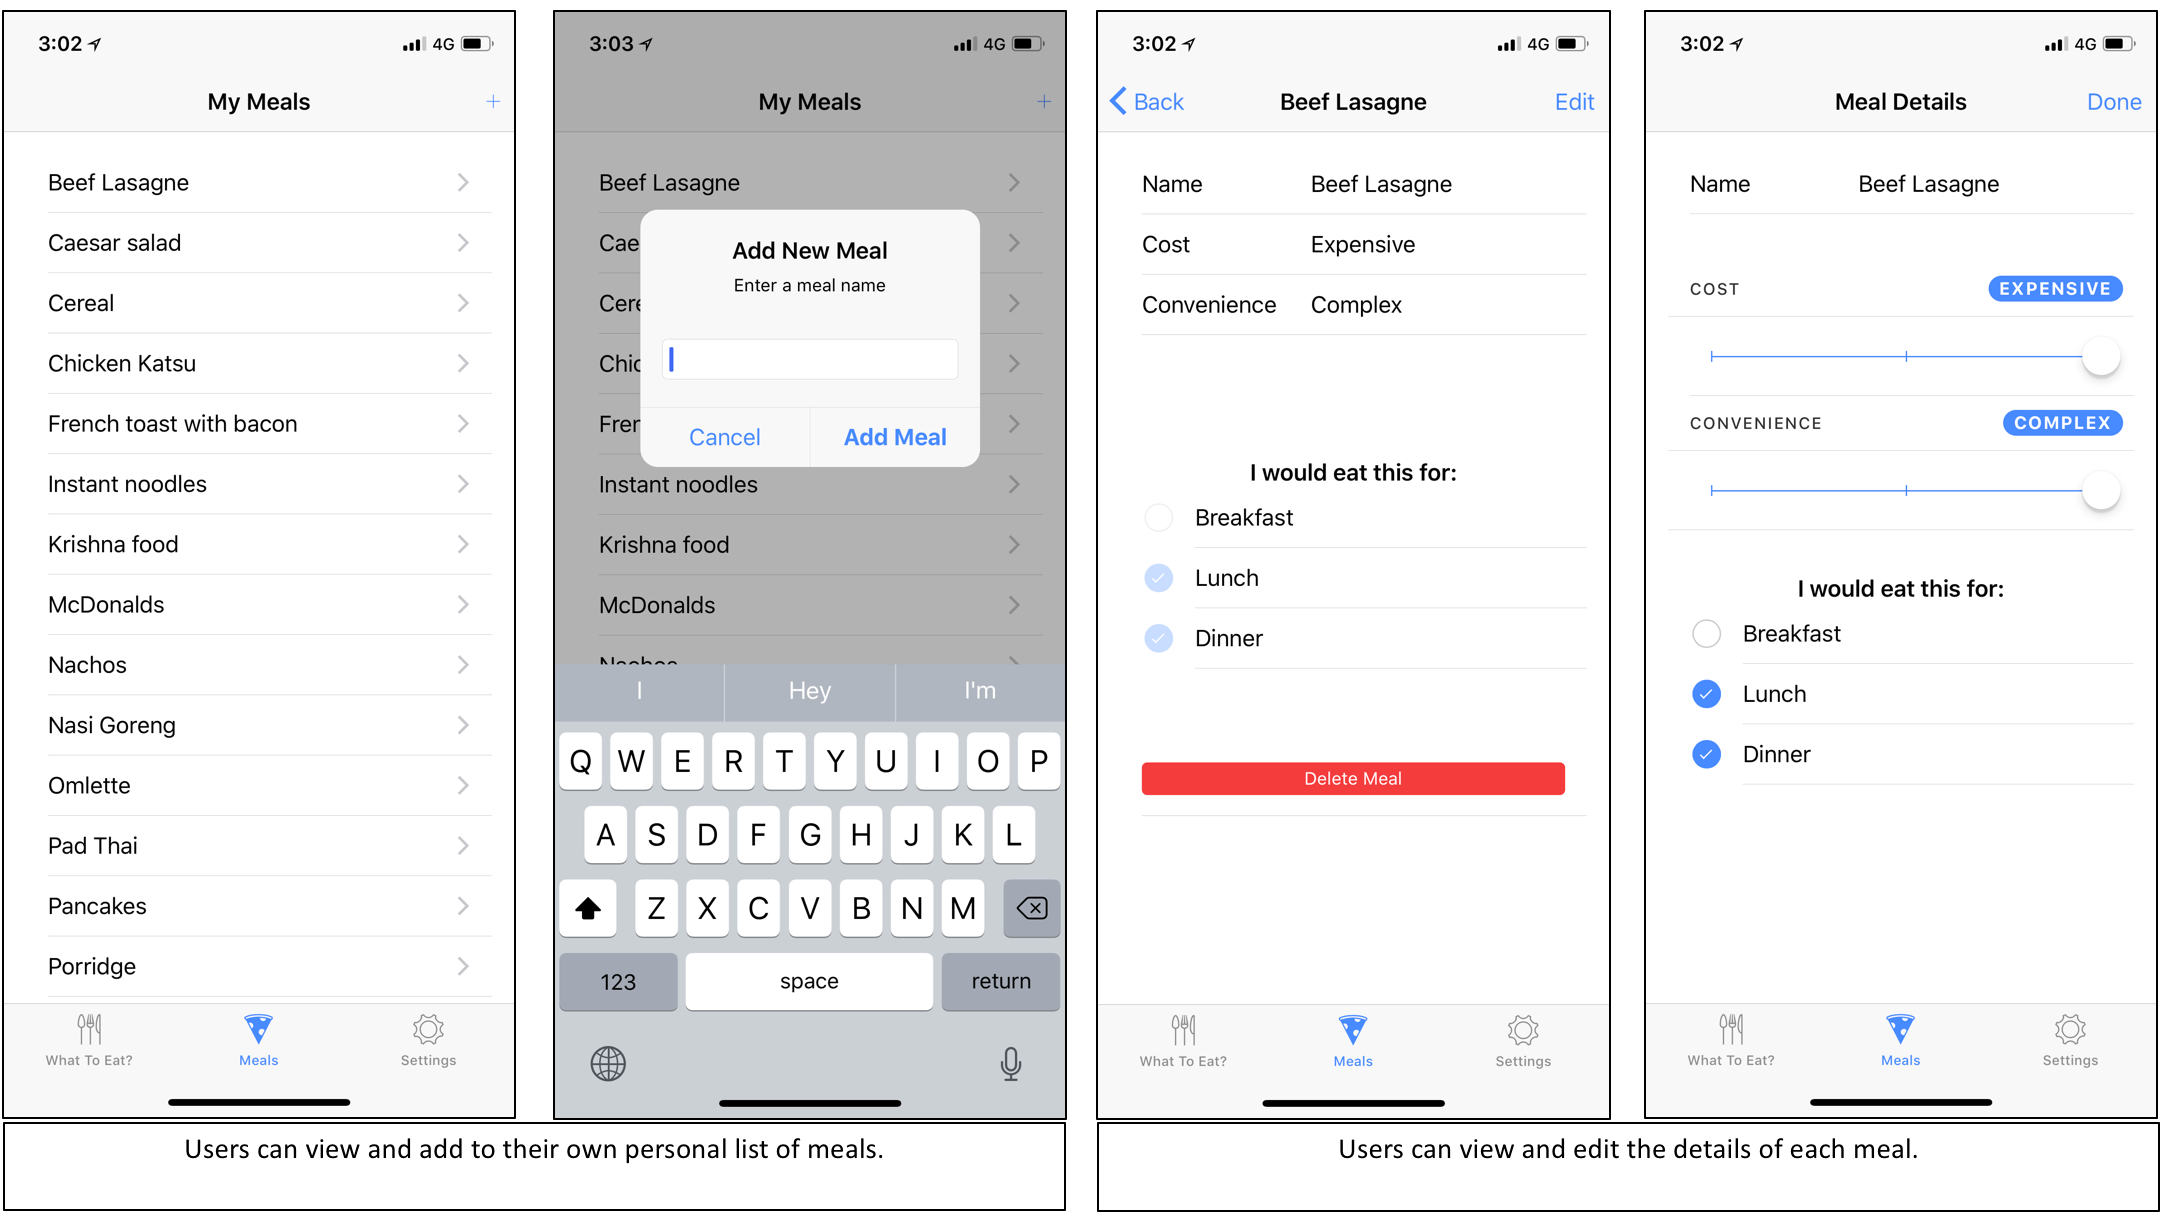 3:02 4G
My Meals +
Beef Lasagne
Caesar salad
Cereal
Chicken Katsu
French toast with bacon
Instant noodles
Krishna food
McDonalds
Nachos
Nasi Goreng
Omlette
Pad Thai
Pancakes
Porridge
What To Eat? Meals Settings
3:03 4G
My Meals +
Beef Lasagne
Cae
Cere
Chic
Fren
Instant noodles
Krishna food
McDonalds
Nachos
Add New Meal
Enter a meal name
Cancel Add Meal
I Hey I'm
Q W E R T Y U I O P
A S D F G H J K L
Z X C V B N M
123 space return
Users can view and add to their own personal list of meals.
3:02 4G
Back Beef Lasagne Edit
Name Beef Lasagne
Cost Expensive
Convenience Complex
I would eat this for:
Breakfast
Lunch
Dinner
Delete Meal
What To Eat? Meals Settings
3:02 4G
Meal Details Done
Name Beef Lasagne
COST EXPENSIVE
CONVENIENCE COMPLEX
I would eat this for:
Breakfast
Lunch
Dinner
What To Eat? Meals Settings
Users can view and edit the details of each meal.